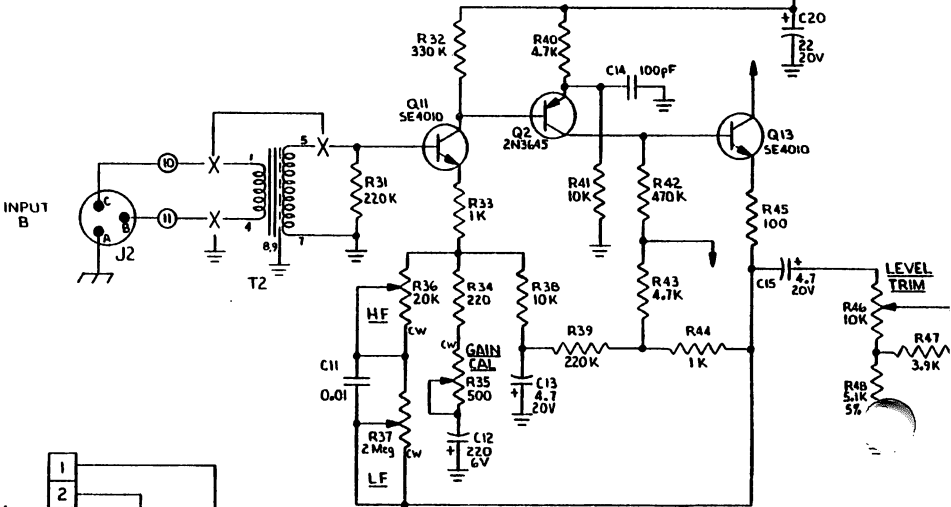 INPUT
B
C
B
A
J2
10
11
1
4
5
7
8,9
T2
R31
220K
Q11
SE4010
R32
330K
R33
1K
R40
4.7K
C14
100pF
Q2
2N3645
R41
10K
R42
470K
R43
4.7K
Q13
SE4010
C20
+
22
20V
R45
100
C15
+
4.7
20V
LEVEL
TRIM
R46
10K
R47
3.9K
R48
5.1K
5%
R36
20K
HF
CW
R34
220
R38
10K
R39
220K
R44
1K
CW
GAIN
CAL
R35
500
C13
+
4.7
20V
C11
0.01
R37
2 Meg
CW
LF
C12
+
220
6V
1
2